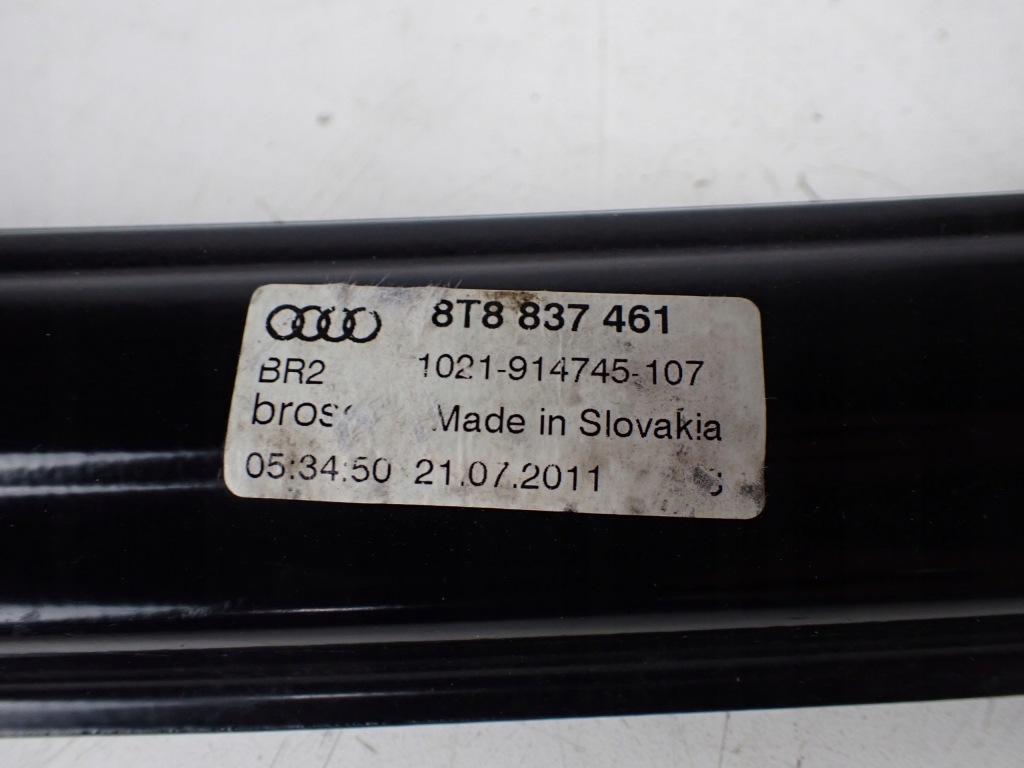 8T8 837 461
BR2 1021-914745-107
Made in Slovakia
05:34:50 21.07.2011